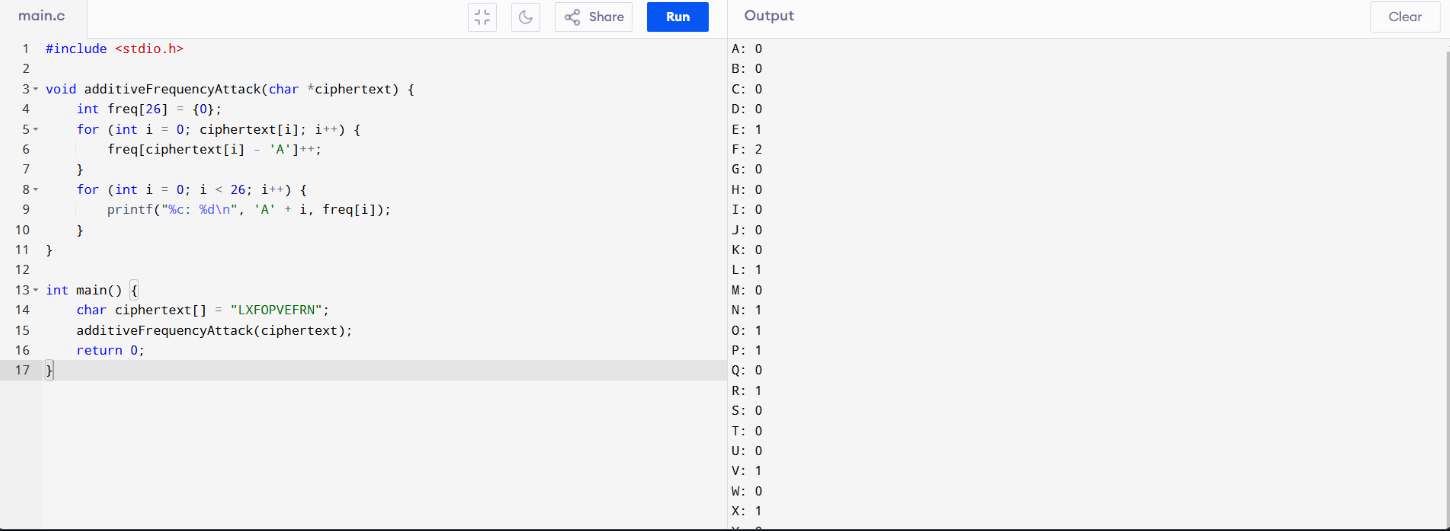 main.c Share Run
1 #include <stdio.h>
2
3 void additiveFrequencyAttack(char *ciphertext) {
4     int freq[26] = {0};
5     for (int i = 0; ciphertext[i]; i++) {
6         freq[ciphertext[i] - 'A']++;
7     }
8     for (int i = 0; i < 26; i++) {
9         printf("%c: %d\n", 'A' + i, freq[i]);
10     }
11 }
12
13 int main() {
14     char ciphertext[] = "LXFOPVEFRN";
15     additiveFrequencyAttack(ciphertext);
16     return 0;
17 }
Output Clear
A: 0
B: 0
C: 0
D: 0
E: 1
F: 2
G: 0
H: 0
I: 0
J: 0
K: 0
L: 1
M: 0
N: 1
O: 1
P: 1
Q: 0
R: 1
S: 0
T: 0
U: 0
V: 1
W: 0
X: 1